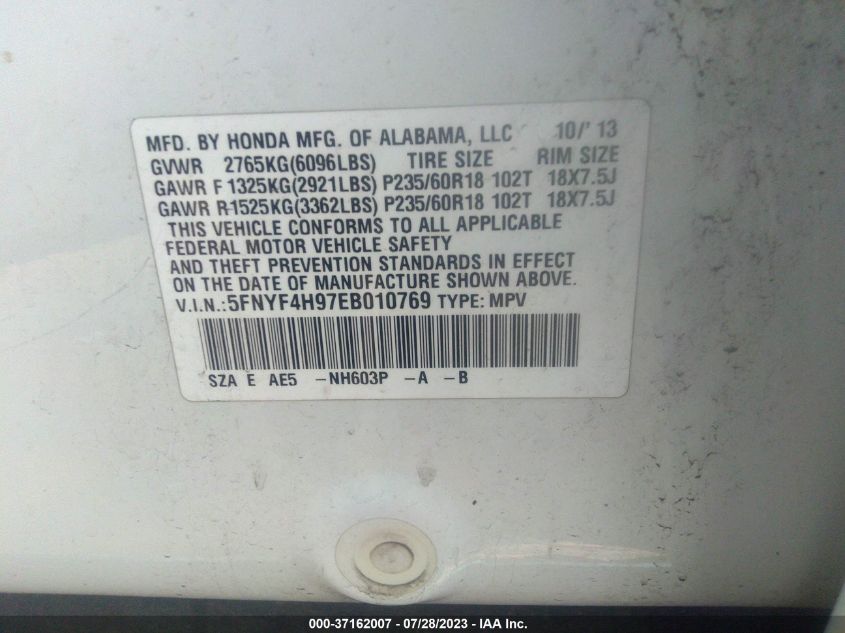 MFD. BY HONDA MFG. OF ALABAMA, LLC 10/'13
GVWR 2765KG(6096LBS) TIRE SIZE RIM SIZE
GAWR F 1325KG(2921LBS) P235/60R18 102T 18X7.5J
GAWR R1525KG(3362LBS) P235/60R18 102T 18X7.5J
THIS VEHICLE CONFORMS TO ALL APPLICABLE
FEDERAL MOTOR VEHICLE SAFETY
AND THEFT PREVENTION STANDARDS IN EFFECT
ON THE DATE OF MANUFACTURE SHOWN ABOVE.
V.I.N.:5FNYF4H97EB010769 TYPE: MPV
SZA E AE5 -NH603P -A -B
000-37162007 - 07/28/2023 - IAA Inc.